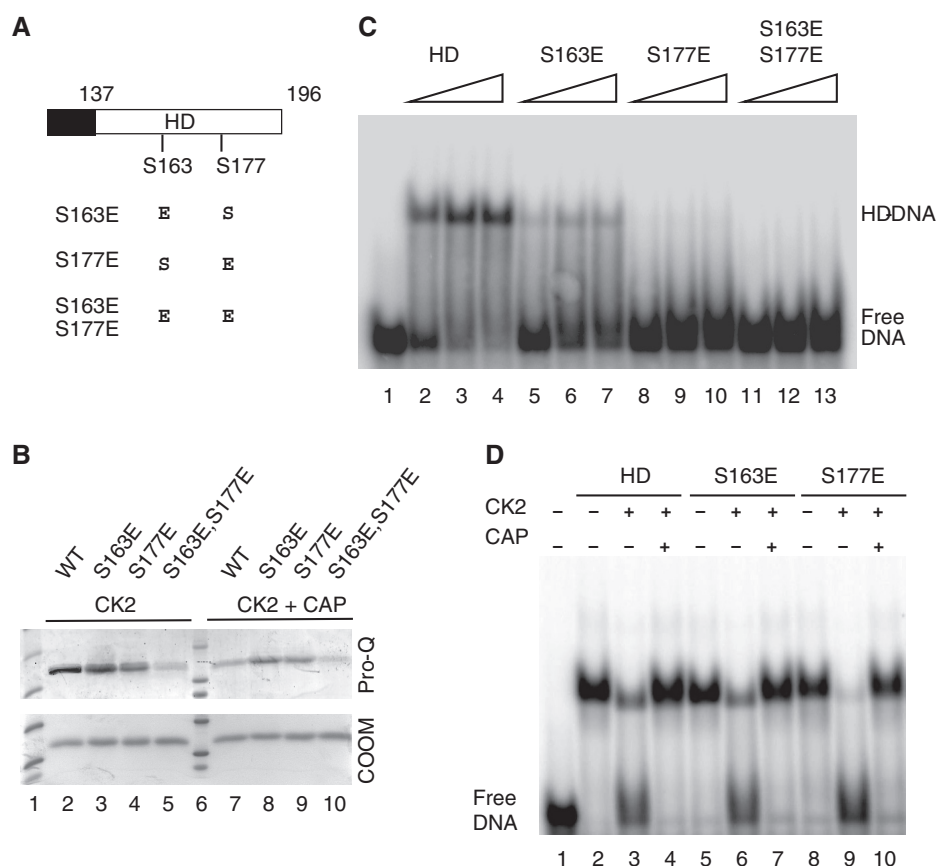 A
137 196
HD
S163 S177
S163E E S
S177E S E
S163E
S177E E E
C
HD S163E S177E S163E
S177E
HD-DNA
Free
DNA
1 2 3 4 5 6 7 8 9 10 11 12 13
B
WT S163E S177E S163E,S177E WT S163E S177E S163E,S177E
CK2 CK2 + CAP
Pro-Q
COOM
1 2 3 4 5 6 7 8 9 10
D
HD S163E S177E
CK2 – – + + – + + – + +
CAP – – – + – – + – – +
Free
DNA
1 2 3 4 5 6 7 8 9 10